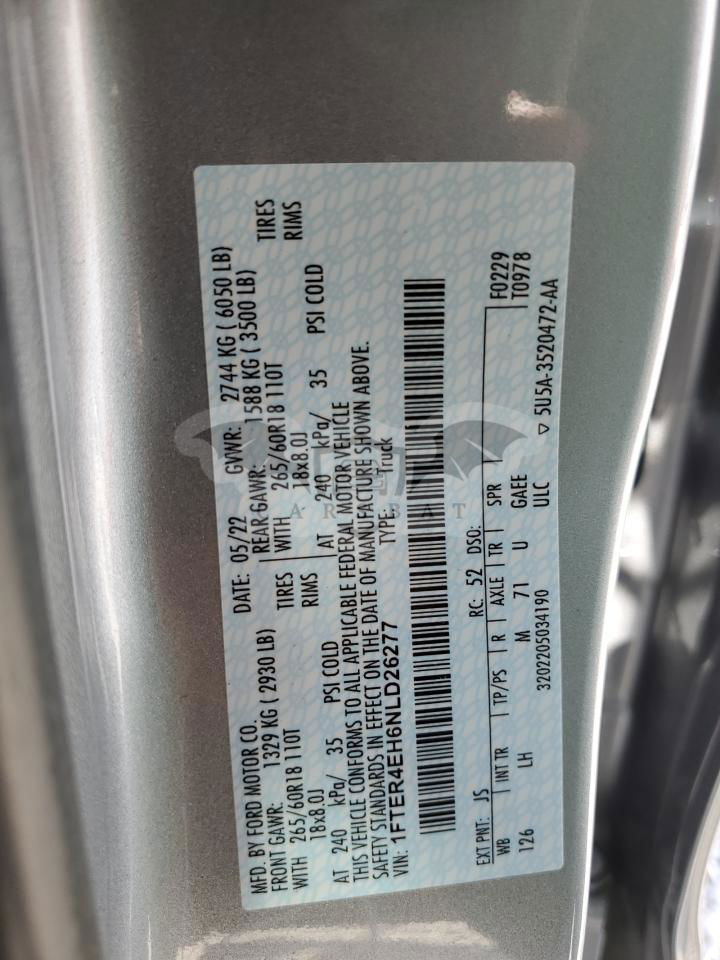 MFD. BY FORD MOTOR CO. DATE: 05/22 GVWR: 2744 KG ( 6050 LB)
FRONT GAWR: 1329 KG ( 2930 LB) REAR GAWR: 1588 KG ( 3500 LB)
WITH 265/60R18 110T TIRES WITH 265/60R18 110T TIRES
18x8.0J RIMS 18x8.0J RIMS
AT 240 kPa/ 35 PSI COLD AT 240 kPa/ 35 PSI COLD
THIS VEHICLE CONFORMS TO ALL APPLICABLE FEDERAL MOTOR VEHICLE
SAFETY STANDARDS IN EFFECT ON THE DATE OF MANUFACTURE SHOWN ABOVE.
VIN: 1FTER4EH6NLD26277 TYPE: Truck
EXT PNT: JS RC: 52 DSO: F0229
WB INT TR TP/PS R AXLE TR SPR T0978
126 LH M 71 U GAEE
3202205034190 ULC ▽ 5U5A-3520472-AA
CAR BAT